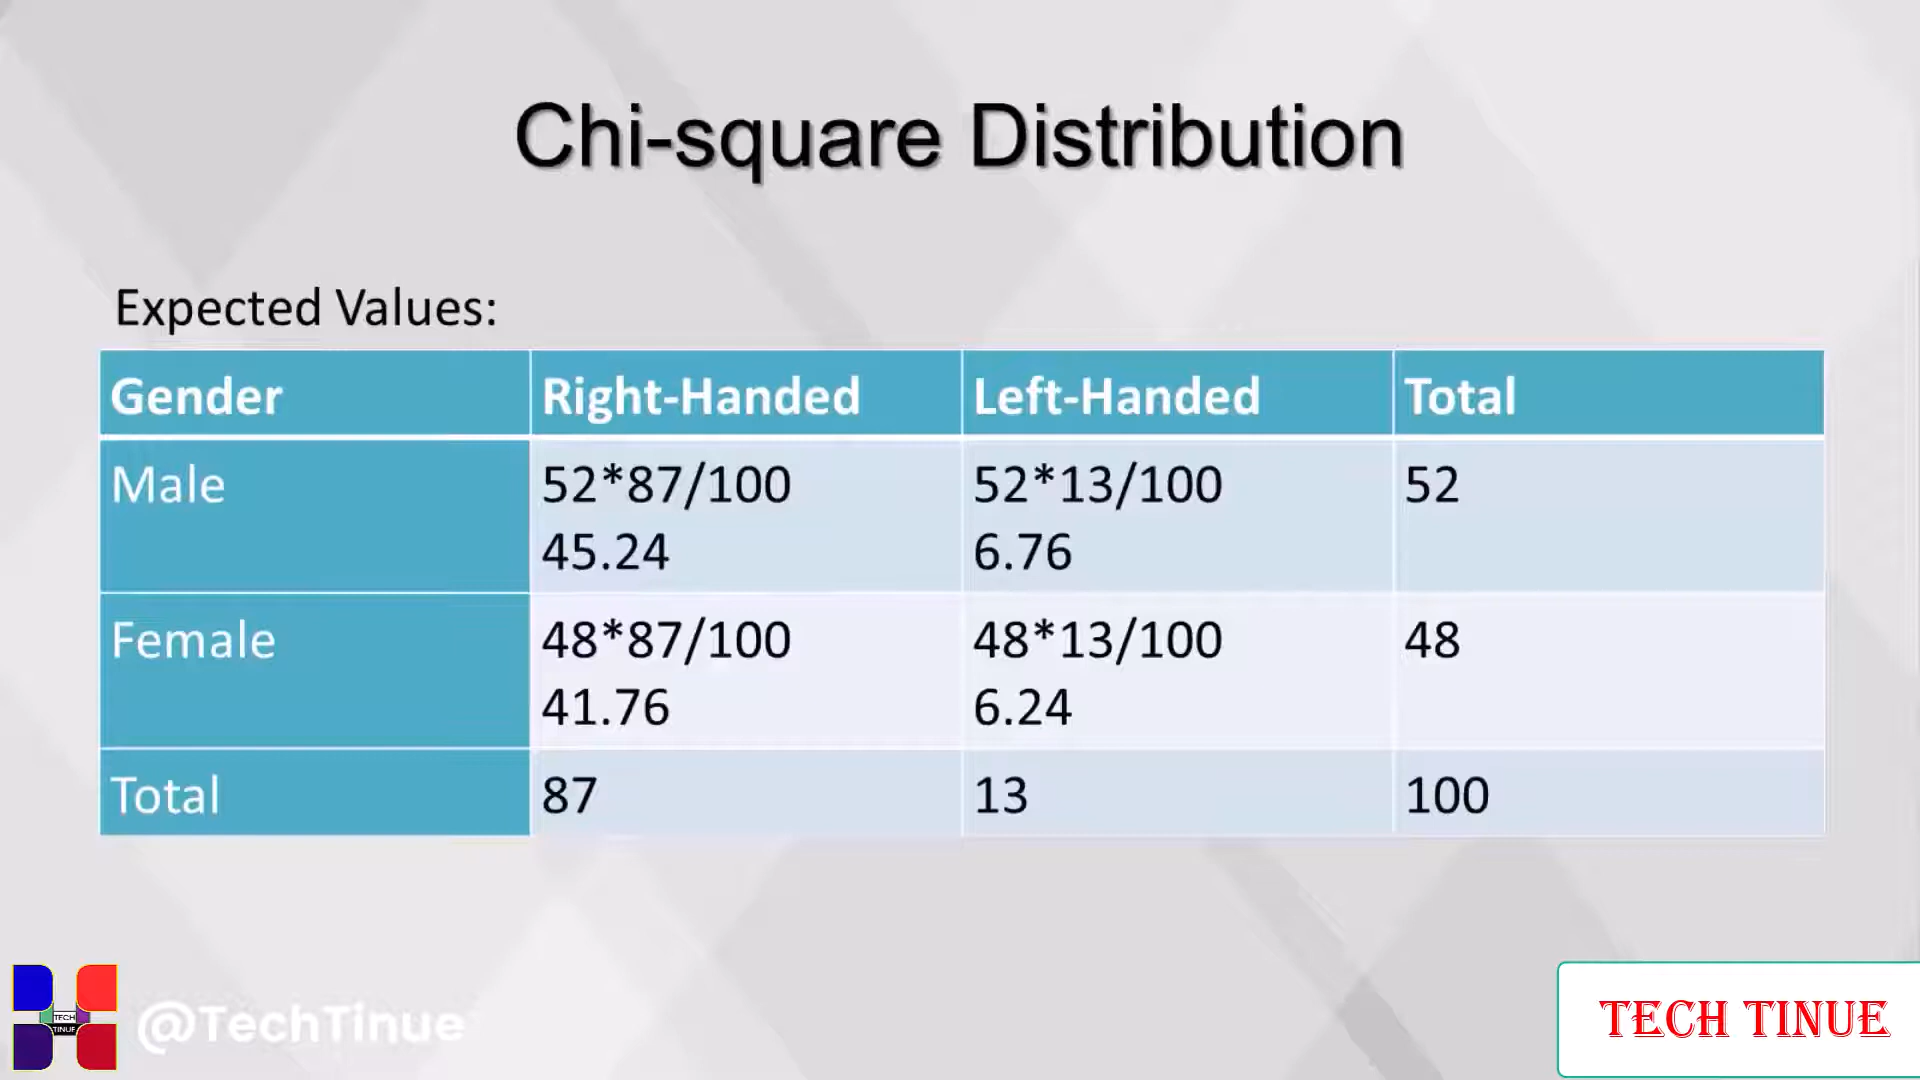 Chi-square Distribution
Expected Values:
Gender Right-Handed Left-Handed Total
Male 52*87/100 52*13/100 52
45.24 6.76
Female 48*87/100 48*13/100 48
41.76 6.24
Total 87 13 100
TECH
TINUE
@TechTinue
TECH TINUE